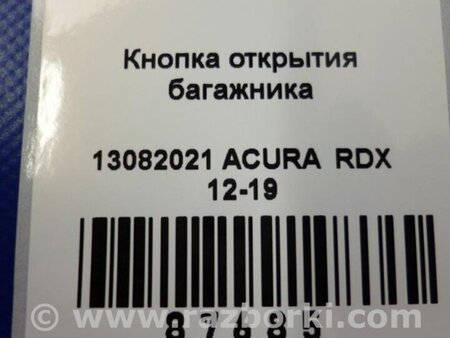 Кнопка открытия
багажника
13082021 ACURA RDX
12-19
© www.razborki.com